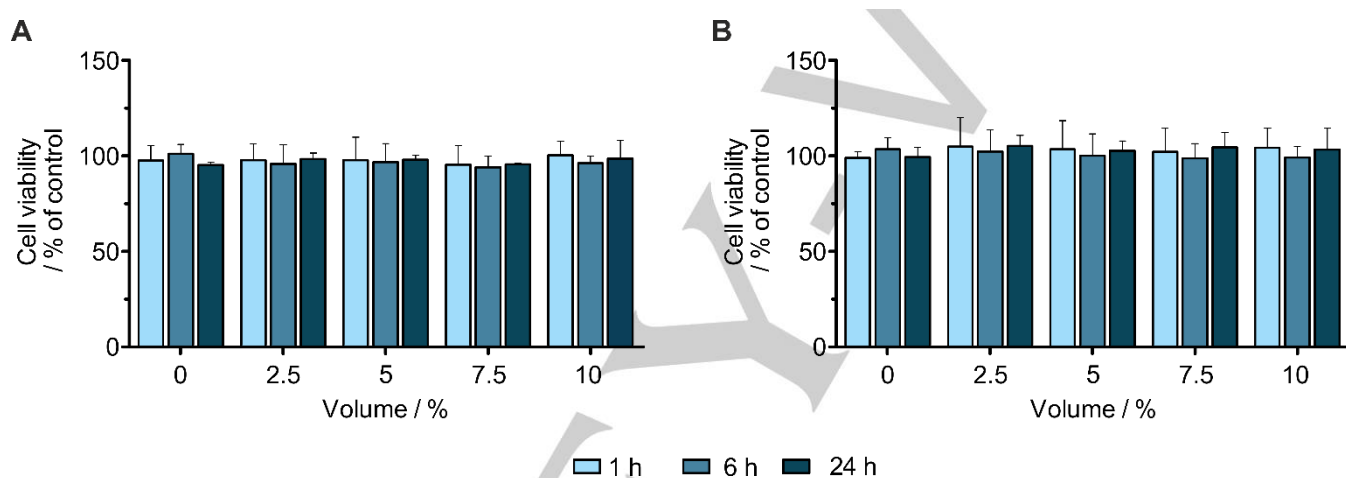 A
Cell viability
/ % of control
150
100
50
0
0 2.5 5 7.5 10
Volume / %
B
Cell viability
/ % of control
150
100
50
0
0 2.5 5 7.5 10
Volume / %
1 h 6 h 24 h